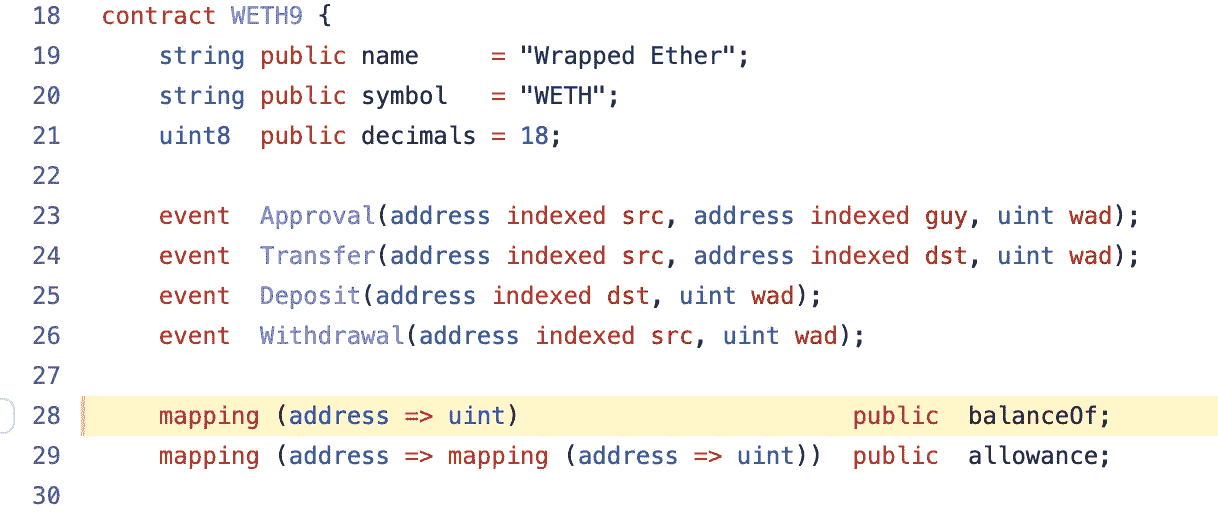 18 contract WETH9 {
19 string public name     = "Wrapped Ether";
20 string public symbol   = "WETH";
21 uint8  public decimals = 18;
22
23 event  Approval(address indexed src, address indexed guy, uint wad);
24 event  Transfer(address indexed src, address indexed dst, uint wad);
25 event  Deposit(address indexed dst, uint wad);
26 event  Withdrawal(address indexed src, uint wad);
27
28 mapping (address => uint)                       public  balanceOf;
29 mapping (address => mapping (address => uint))  public  allowance;
30